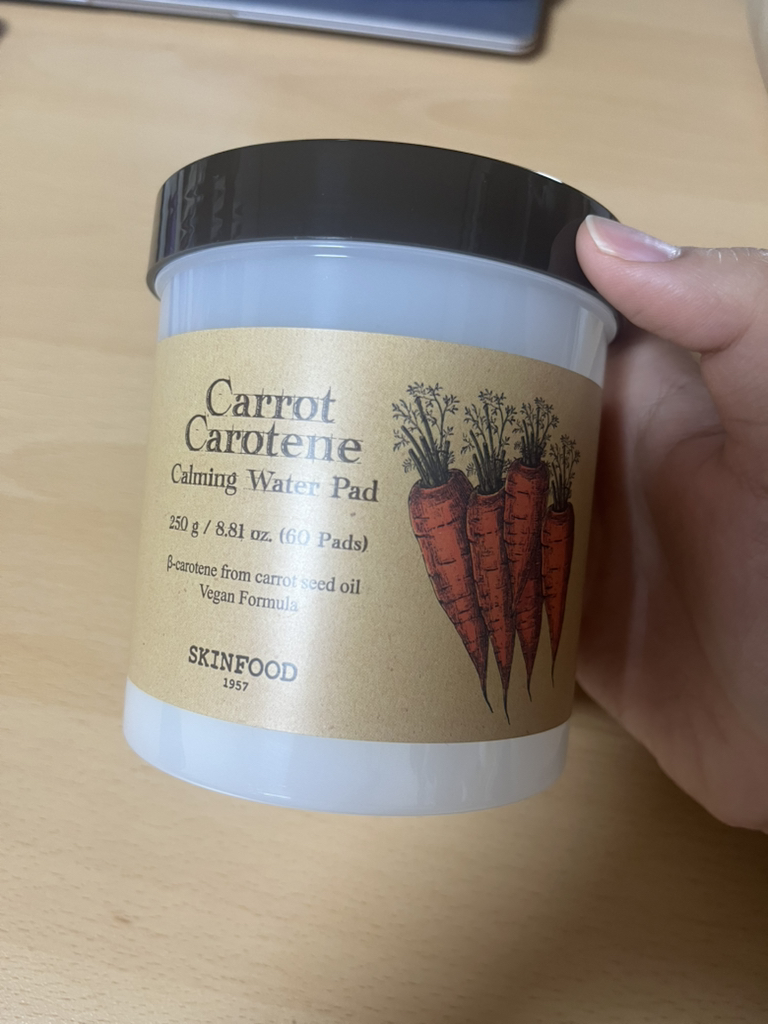 Carrot
Carotene
Calming Water Pad
250 g / 8.81 oz. (60 Pads)
β-carotene from carrot seed oil
Vegan Formula
SKINFOOD
1957